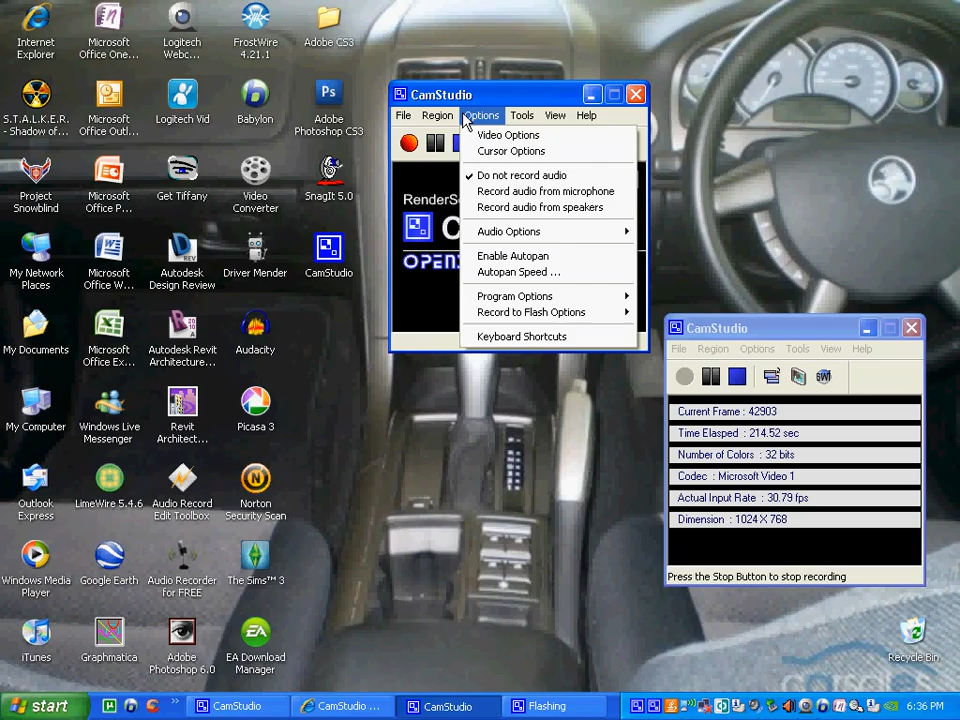 Internet
Explorer
Microsoft
Office One...
Logitech
Webc...
FrostWire
4.21.1
Adobe CS3
S.T.A.L.K.E.R.
- Shadow of...
Microsoft
Office Outl...
Logitech Vid
Babylon
Ps
Adobe
Photoshop CS3
Project
Snowblind
Microsoft
Office P...
Get Tiffany
Video
Converter
SnagIt 5.0
My Network
Places
Microsoft
Office W...
Autodesk
Design Review
Driver Mender
CamStudio
My Documents
Microsoft
Office Ex...
Autodesk Revit
Architecture...
Audacity
My Computer
Windows Live
Messenger
Revit
Architect...
Picasa 3
Outlook
Express
LimeWire 5.4.6
Audio Record
Edit Toolbox
Norton
Security Scan
Windows Media
Player
Google Earth
Audio Recorder
for FREE
The Sims™ 3
iTunes
Graphmatica
Adobe
Photoshop 6.0
EA
EA Download
Manager
CamStudio
File Region Options Tools View Help
Video Options
Cursor Options
Do not record audio
Record audio from microphone
Record audio from speakers
Audio Options
Enable Autopan
Autopan Speed ...
Program Options
Record to Flash Options
Keyboard Shortcuts
CamStudio
File Region Options Tools View Help
SWF
Current Frame : 42903
Time Elasped : 214.52 sec
Number of Colors : 32 bits
Codec : Microsoft Video 1
Actual Input Rate : 30.79 fps
Dimension : 1024 X 768
Press the Stop Button to stop recording
Recycle Bin
start
CamStudio
CamStudio ...
CamStudio
Flashing
6:36 PM